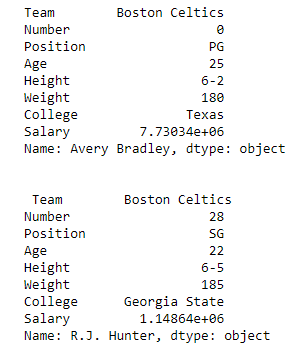 Team Boston Celtics
Number 0
Position PG
Age 25
Height 6-2
Weight 180
College Texas
Salary 7.73034e+06
Name: Avery Bradley, dtype: object
Team Boston Celtics
Number 28
Position SG
Age 22
Height 6-5
Weight 185
College Georgia State
Salary 1.14864e+06
Name: R.J. Hunter, dtype: object